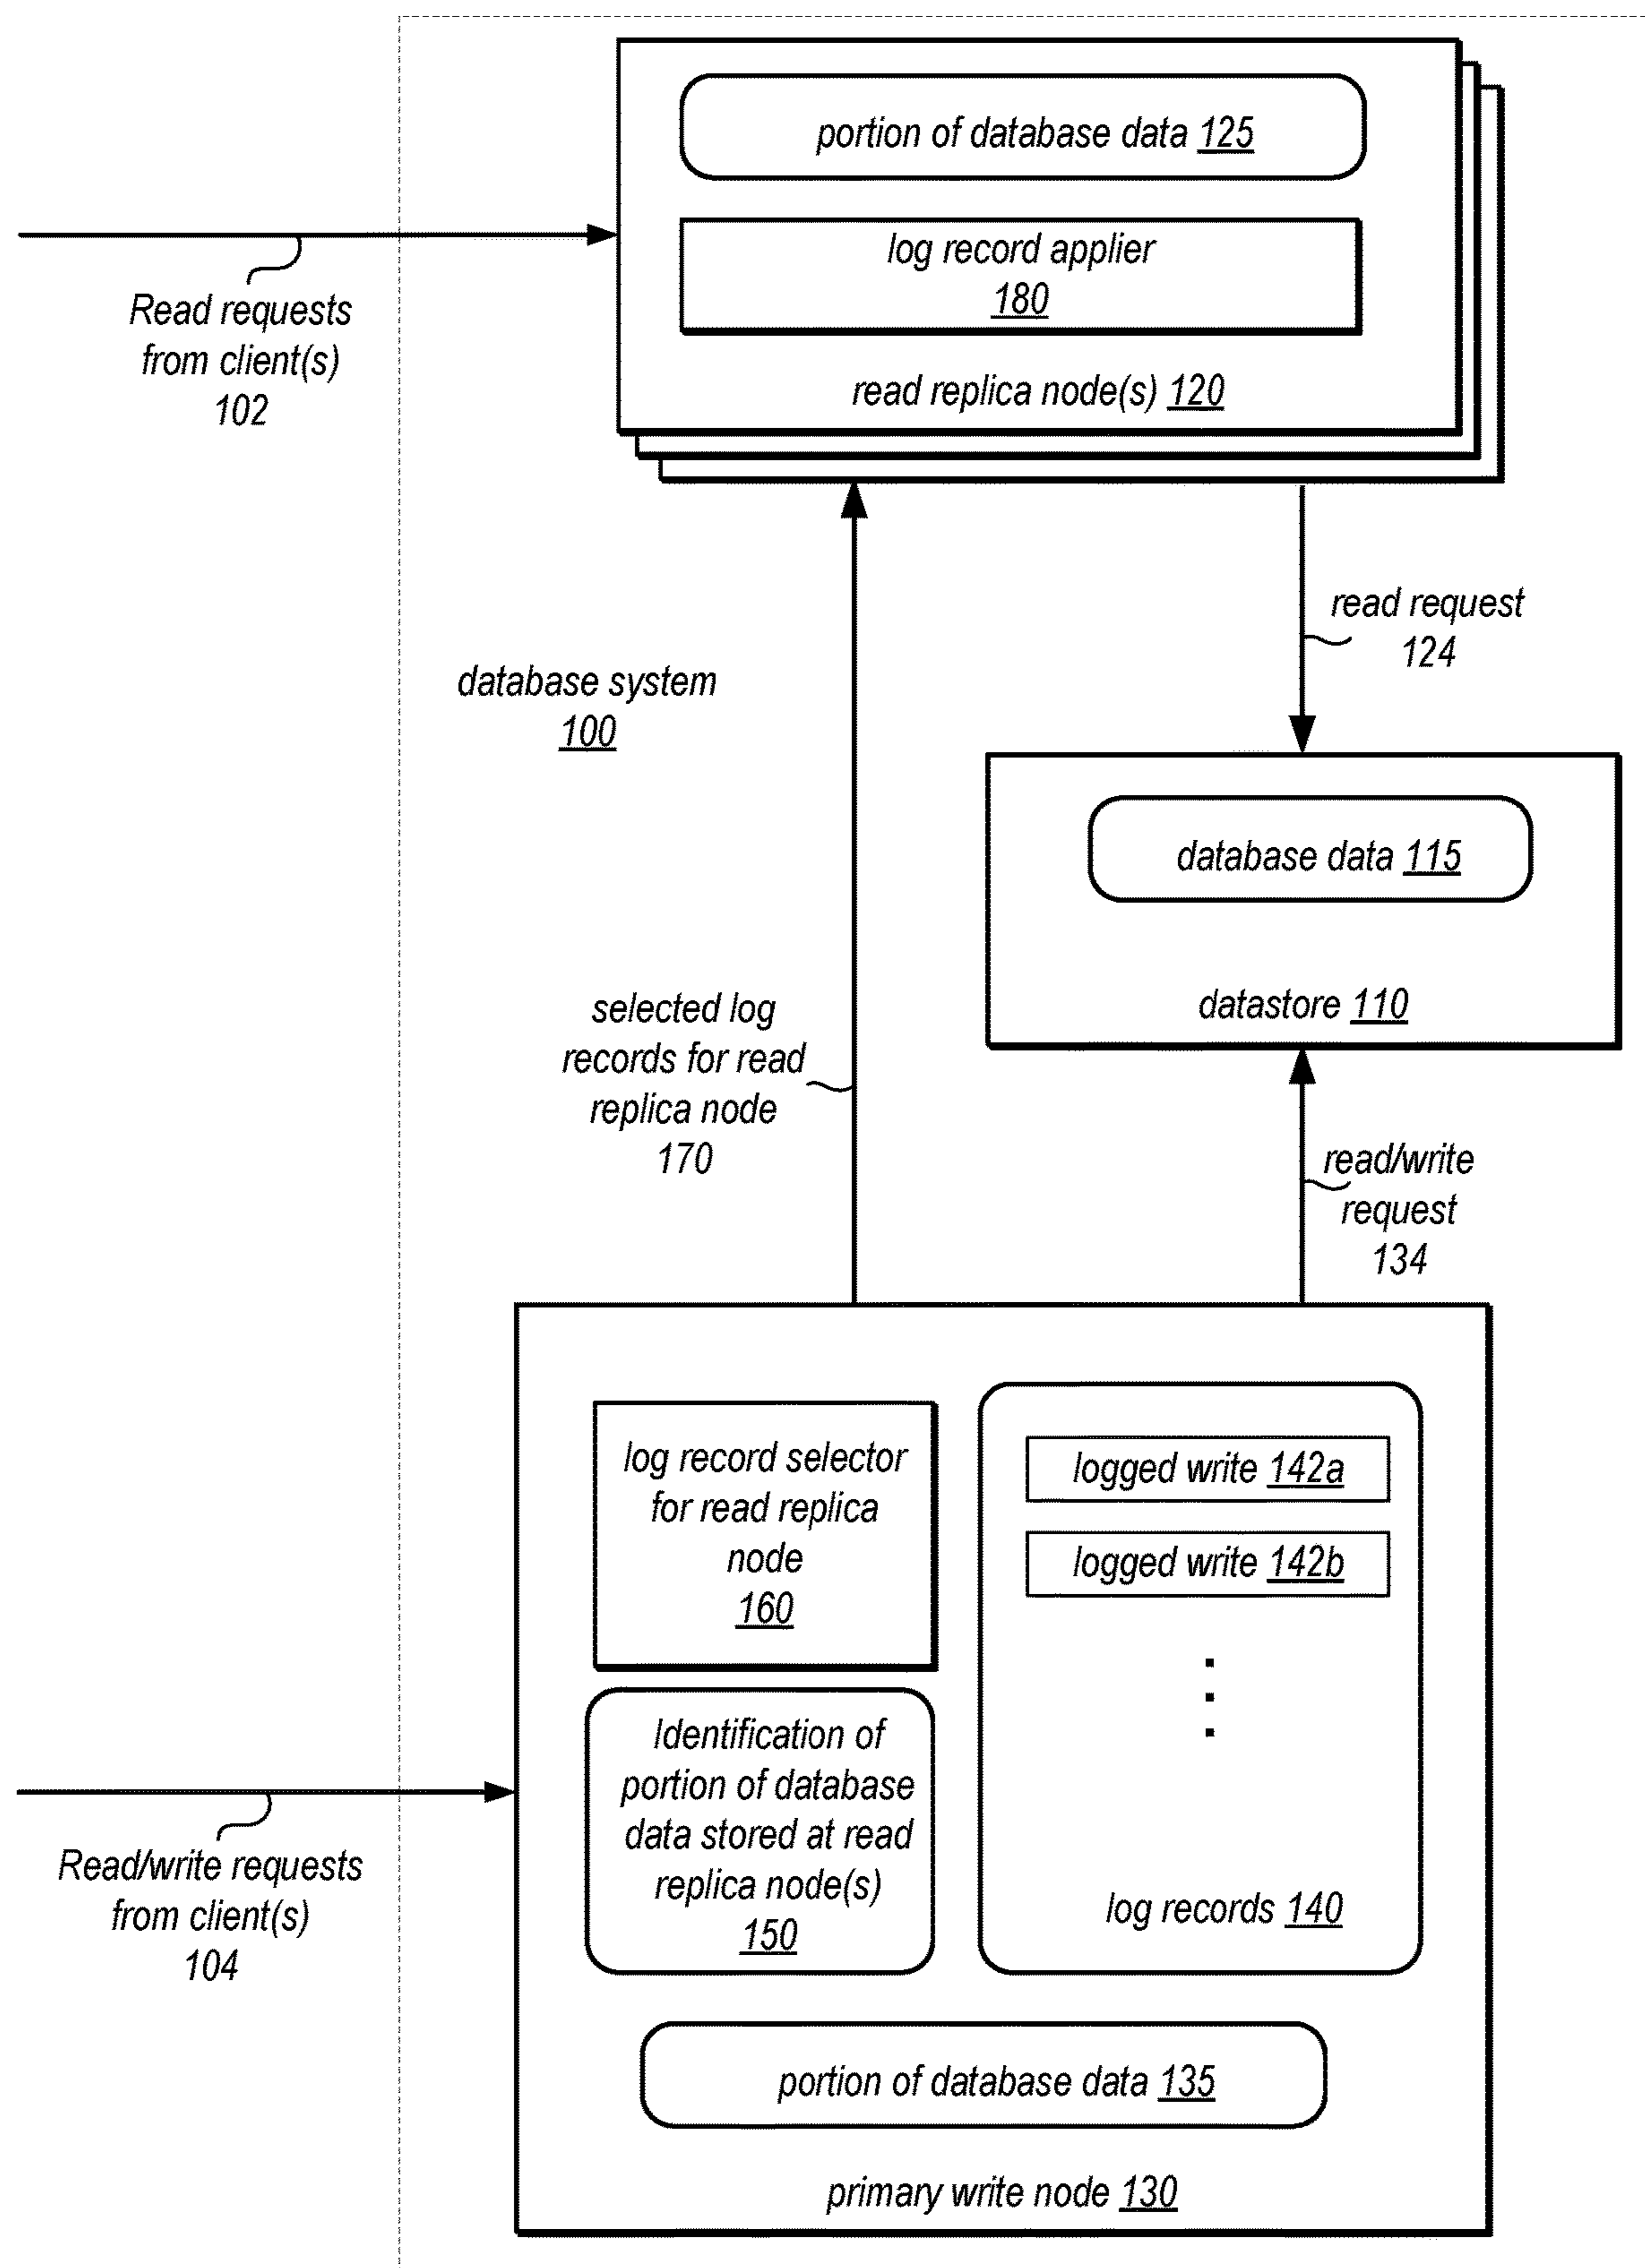 portion of database data 125
log record applier
180
read replica node(s) 120
Read requests
from client(s)
102
read request
124
database system
100
database data 115
datastore 110
selected log
records for read
replica node
170
read/write
request
134
log record selector
for read replica
node
160
logged write 142a
logged write 142b
Identification of
portion of database
data stored at read
replica node(s)
150
log records 140
Read/write requests
from client(s)
104
portion of database data 135
primary write node 130